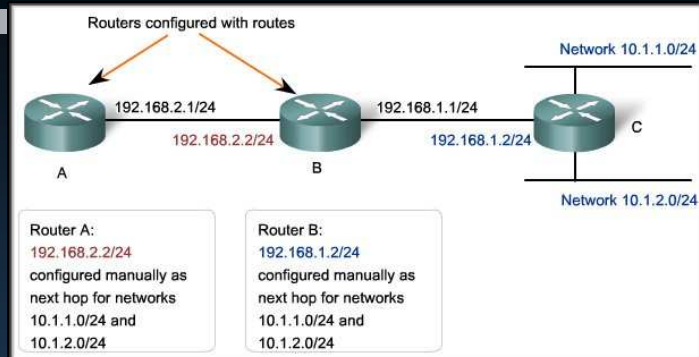 Routers configured with routes
Network 10.1.1.0/24
192.168.2.1/24
192.168.1.1/24
192.168.2.2/24
192.168.1.2/24
A
B
C
Network 10.1.2.0/24
Router A:
192.168.2.2/24
configured manually as
next hop for networks
10.1.1.0/24 and
10.1.2.0/24
Router B:
192.168.1.2/24
configured manually as
next hop for networks
10.1.1.0/24 and
10.1.2.0/24